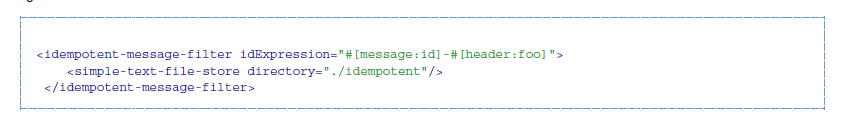 <idempotent-message-filter idExpression="#[message:id]-#[header:foo]">
<simple-text-file-store directory="./idempotent"/>
</idempotent-message-filter>